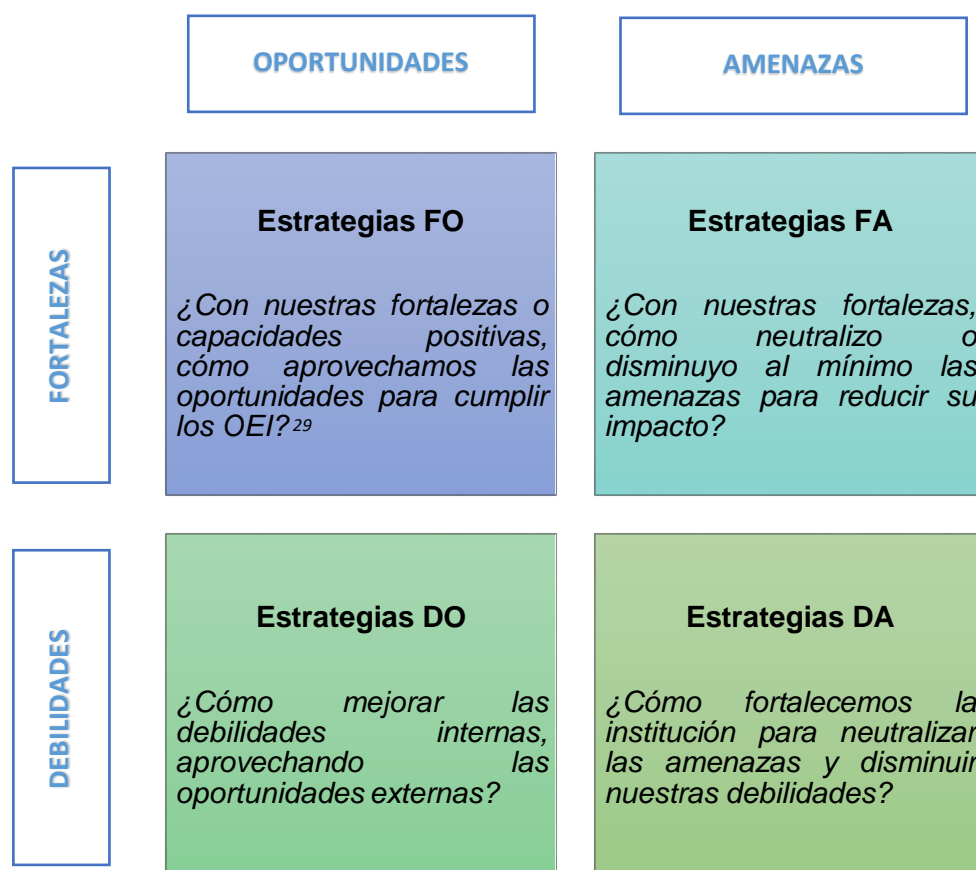 OPORTUNIDADES
AMENAZAS
FORTALEZAS
Estrategias FO
¿Con nuestras fortalezas o
capacidades positivas,
cómo aprovechamos las
oportunidades para cumplir
los OEI? 29
Estrategias FA
¿Con nuestras fortalezas,
cómo neutralizo o
disminuyo al mínimo las
amenazas para reducir su
impacto?
DEBILIDADES
Estrategias DO
¿Cómo mejorar las
debilidades internas,
aprovechando las
oportunidades externas?
Estrategias DA
¿Cómo fortalecemos la
institución para neutralizar
las amenazas y disminuir
nuestras debilidades?